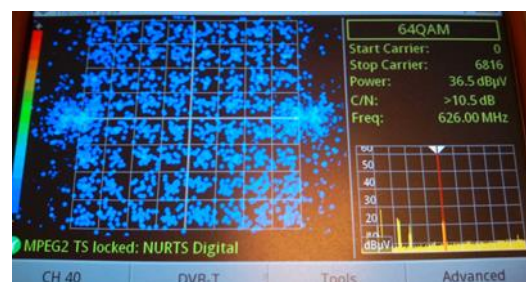 64QAM
Start Carrier: 0
Stop Carrier: 6816
Power: 36.5 dBµV
C/N: >10.5 dB
Freq: 626.00 MHz
60
50
40
30
20
10
dBµV
MPEG2 TS locked: NURTS Digital
CH 40 DVB-T Tools Advanced